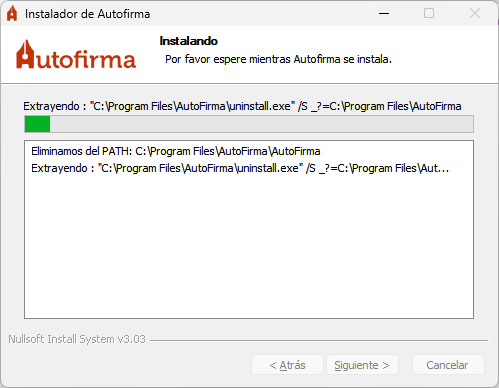 Instalador de Autofirma
Autofirma
Instalando
Por favor espere mientras Autofirma se instala.
Extrayendo : "C:\Program Files\AutoFirma\uninstall.exe" /S _?=C:\Program Files\AutoFirma
Eliminamos del PATH: C:\Program Files\AutoFirma\AutoFirma
Extrayendo : "C:\Program Files\AutoFirma\uninstall.exe" /S _?=C:\Program Files\Aut...
Nullsoft Install System v3.03
< Atrás
Siguiente >
Cancelar